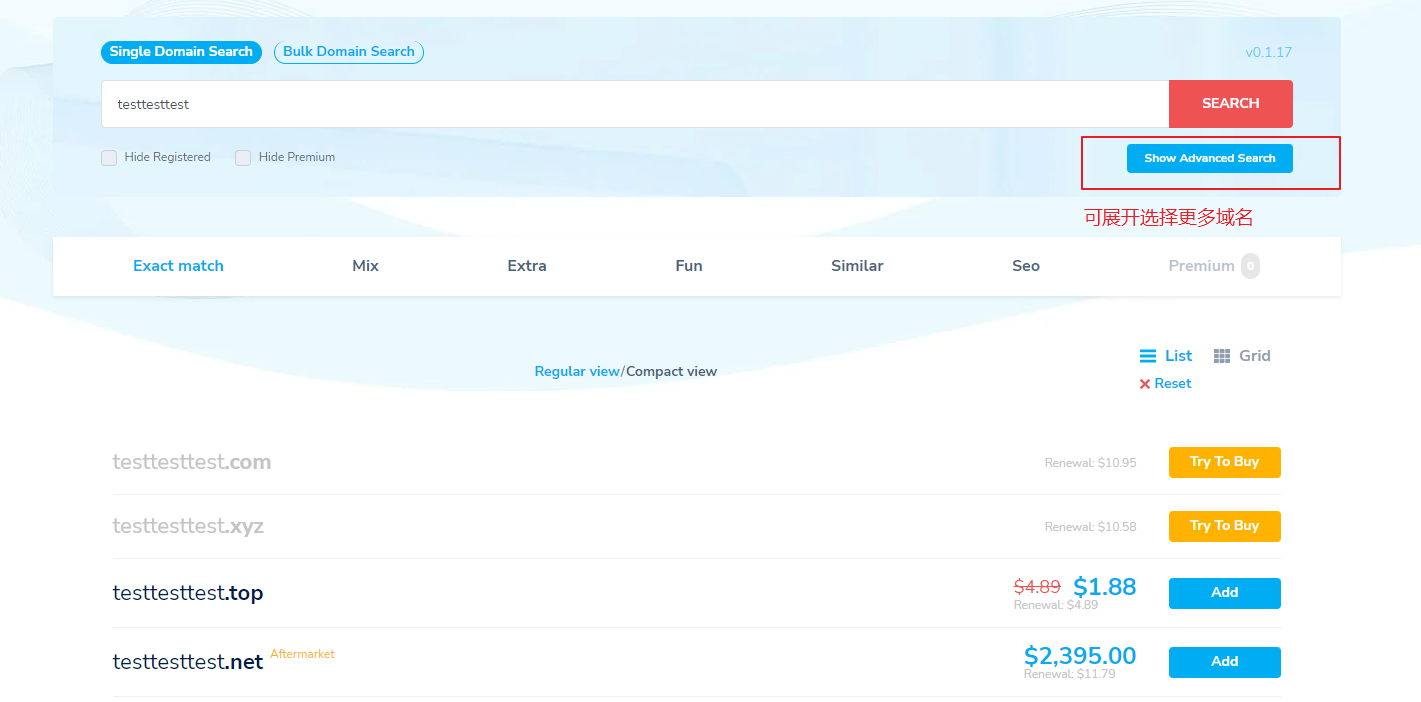 Single Domain Search Bulk Domain Search v0.1.17
testtesttest SEARCH
Hide Registered Hide Premium Show Advanced Search
可展开选择更多域名
Exact match Mix Extra Fun Similar Seo Premium 0
List Grid
Regular view/Compact view
Reset
testtesttest.com Renewal: $10.95 Try To Buy
testtesttest.xyz Renewal: $10.58 Try To Buy
testtesttest.top $4.89 $1.88 Add
Renewal: $4.89
testtesttest.net Aftermarket $2,395.00 Add
Renewal: $11.79